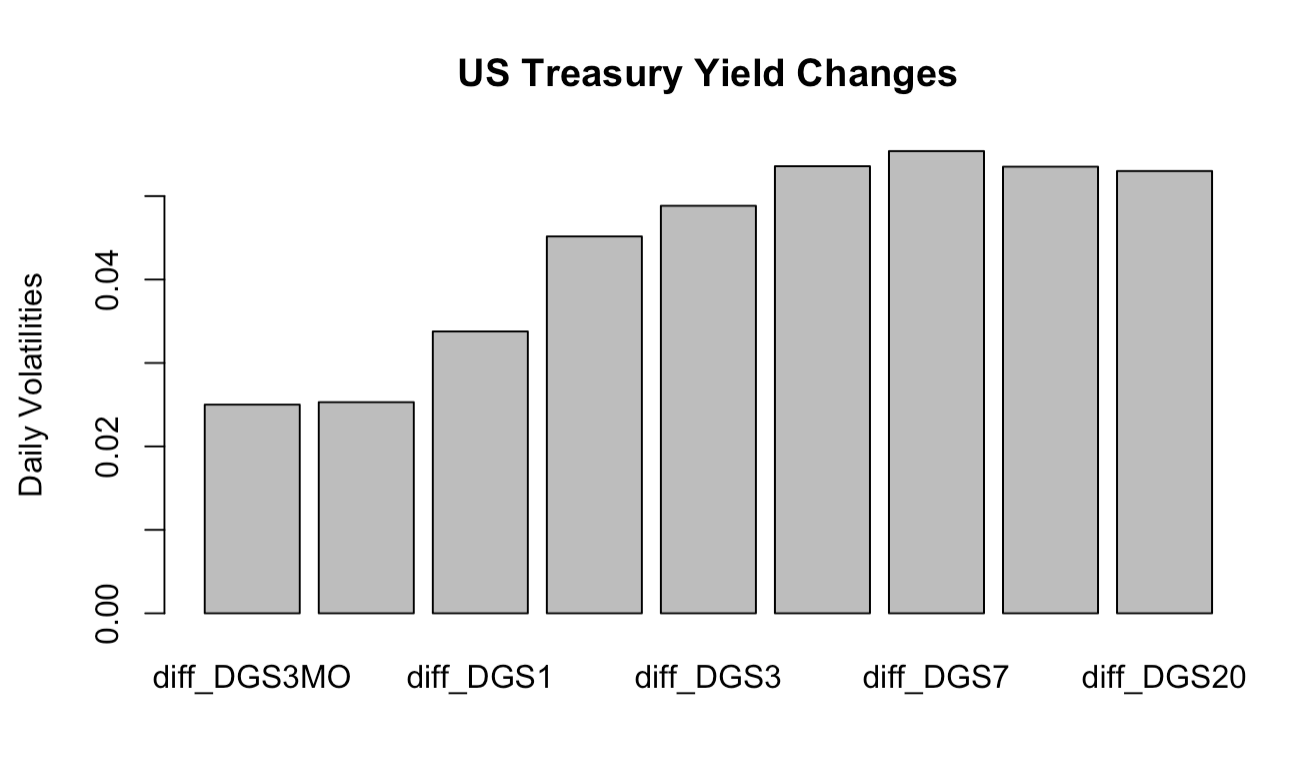 US Treasury Yield Changes
Daily Volatilities
0.04
0.02
0.00
diff_DGS3MO diff_DGS1 diff_DGS3 diff_DGS7 diff_DGS20